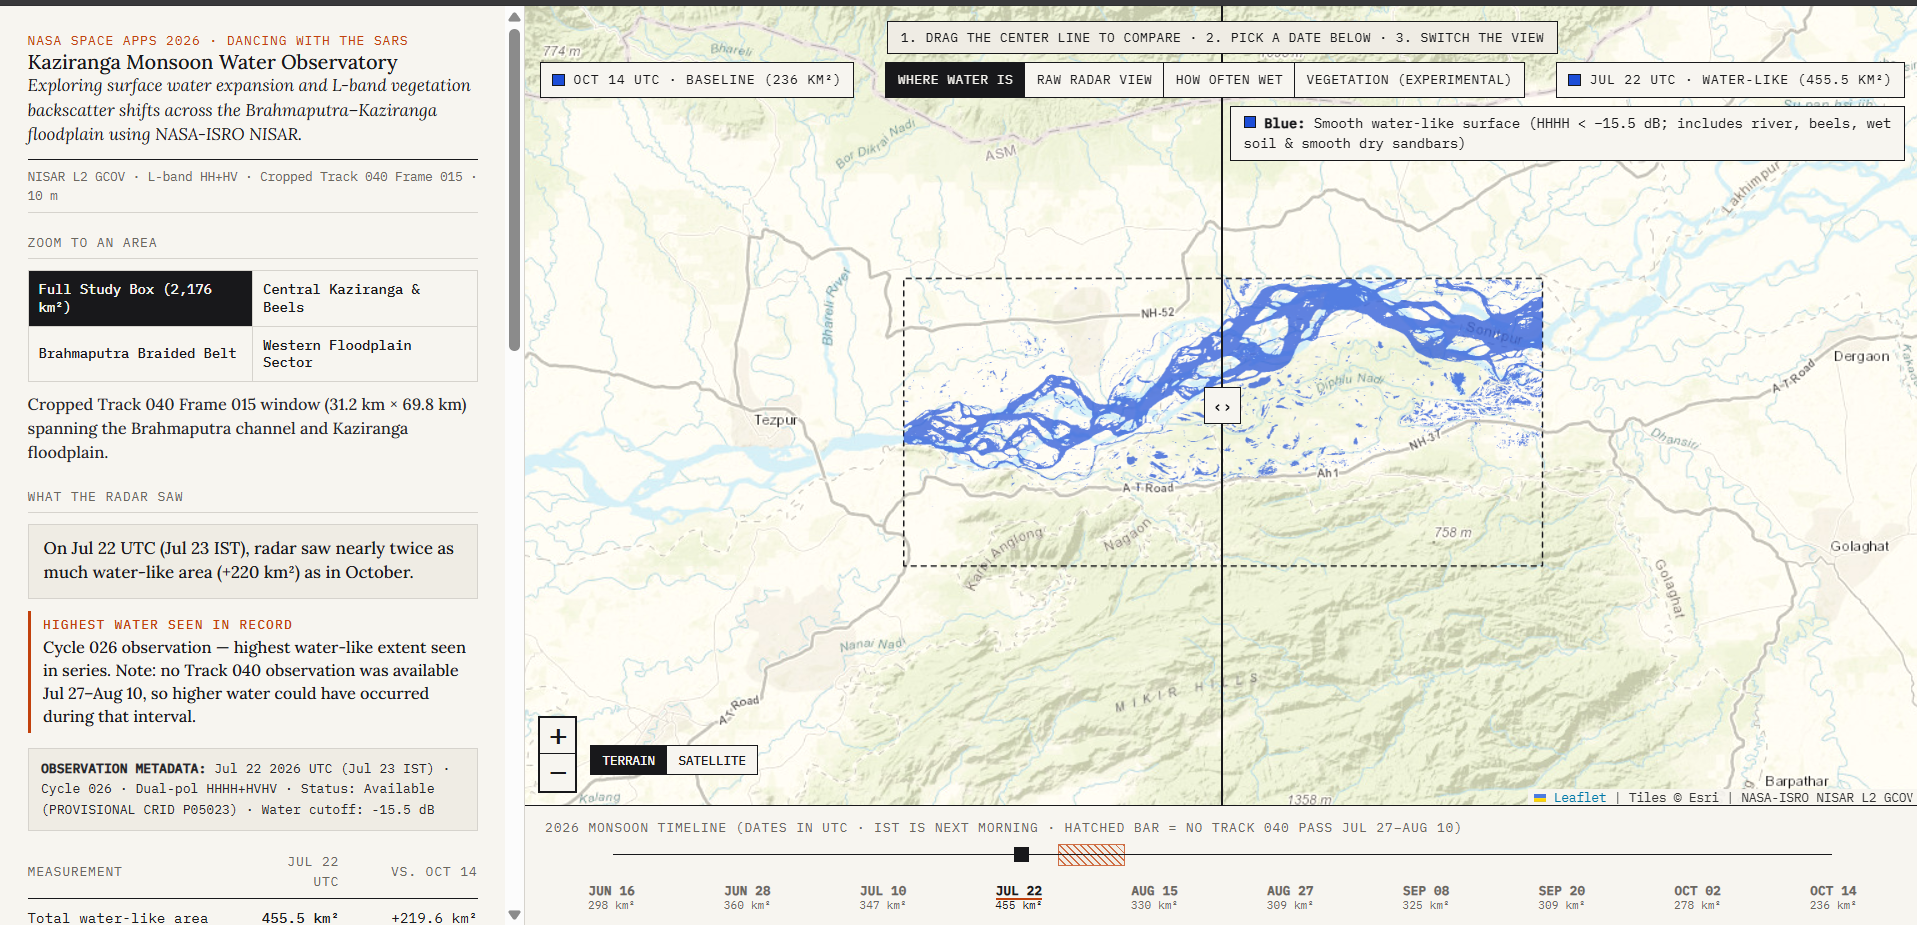 NASA SPACE APPS 2026 · DANCING WITH THE SARS
Kaziranga Monsoon Water Observatory
Exploring surface water expansion and L-band vegetation
backscatter shifts across the Brahmaputra–Kaziranga
floodplain using NASA-ISRO NISAR.
NISAR L2 GCOV · L-band HH+HV · Cropped Track 040 Frame 015 ·
10 m
ZOOM TO AN AREA
Full Study Box (2,176
km²)
Central Kaziranga &
Beels
Brahmaputra Braided Belt
Western Floodplain
Sector
Cropped Track 040 Frame 015 window (31.2 km × 69.8 km)
spanning the Brahmaputra channel and Kaziranga
floodplain.
WHAT THE RADAR SAW
On Jul 22 UTC (Jul 23 IST), radar saw nearly twice as
much water-like area (+220 km²) as in October.
HIGHEST WATER SEEN IN RECORD
Cycle 026 observation — highest water-like extent seen
in series. Note: no Track 040 observation was available
Jul 27–Aug 10, so higher water could have occurred
during that interval.
OBSERVATION METADATA: Jul 22 2026 UTC (Jul 23 IST) ·
Cycle 026 · Dual-pol HHHH+HVHV · Status: Available
(PROVISIONAL CRID P05023) · Water cutoff: -15.5 dB
MEASUREMENT
JUL 22
UTC
VS. OCT 14
Total water-like area 455.5 km² +219.6 km²
1. DRAG THE CENTER LINE TO COMPARE · 2. PICK A DATE BELOW · 3. SWITCH THE VIEW
OCT 14 UTC · BASELINE (236 KM²)
WHERE WATER IS
RAW RADAR VIEW
HOW OFTEN WET
VEGETATION (EXPERIMENTAL)
JUL 22 UTC · WATER-LIKE (455.5 KM²)
Blue: Smooth water-like surface (HHHH < −15.5 dB; includes river, beels, wet
soil & smooth dry sandbars)
774 m
Bhareli
Bor Dikrai Nadi
ASM
Lakhimpur
Bhareli River
NH-52
Sonitpur
Dergaon
A-T-Road
Diphlu Nadi
Tezpur
NH-37
Dhansiri
Ah1
A-T-Road
758 m
Karbi Anglong
Nagaon
Golaghat
Golaghat
Nanai Nadi
MIKIR HILLS
A-T-Road
Barpathar
Kalang
1358 m
‹›
+
−
TERRAIN
SATELLITE
Leaflet | Tiles © Esri | NASA-ISRO NISAR L2 GCOV
2026 MONSOON TIMELINE (DATES IN UTC · IST IS NEXT MORNING · HATCHED BAR = NO TRACK 040 PASS JUL 27–AUG 10)
JUN 16 JUN 28 JUL 10 JUL 22 AUG 15 AUG 27 SEP 08 SEP 20 OCT 02 OCT 14
298 km² 360 km² 347 km² 455 km² 330 km² 309 km² 325 km² 309 km² 278 km² 236 km²